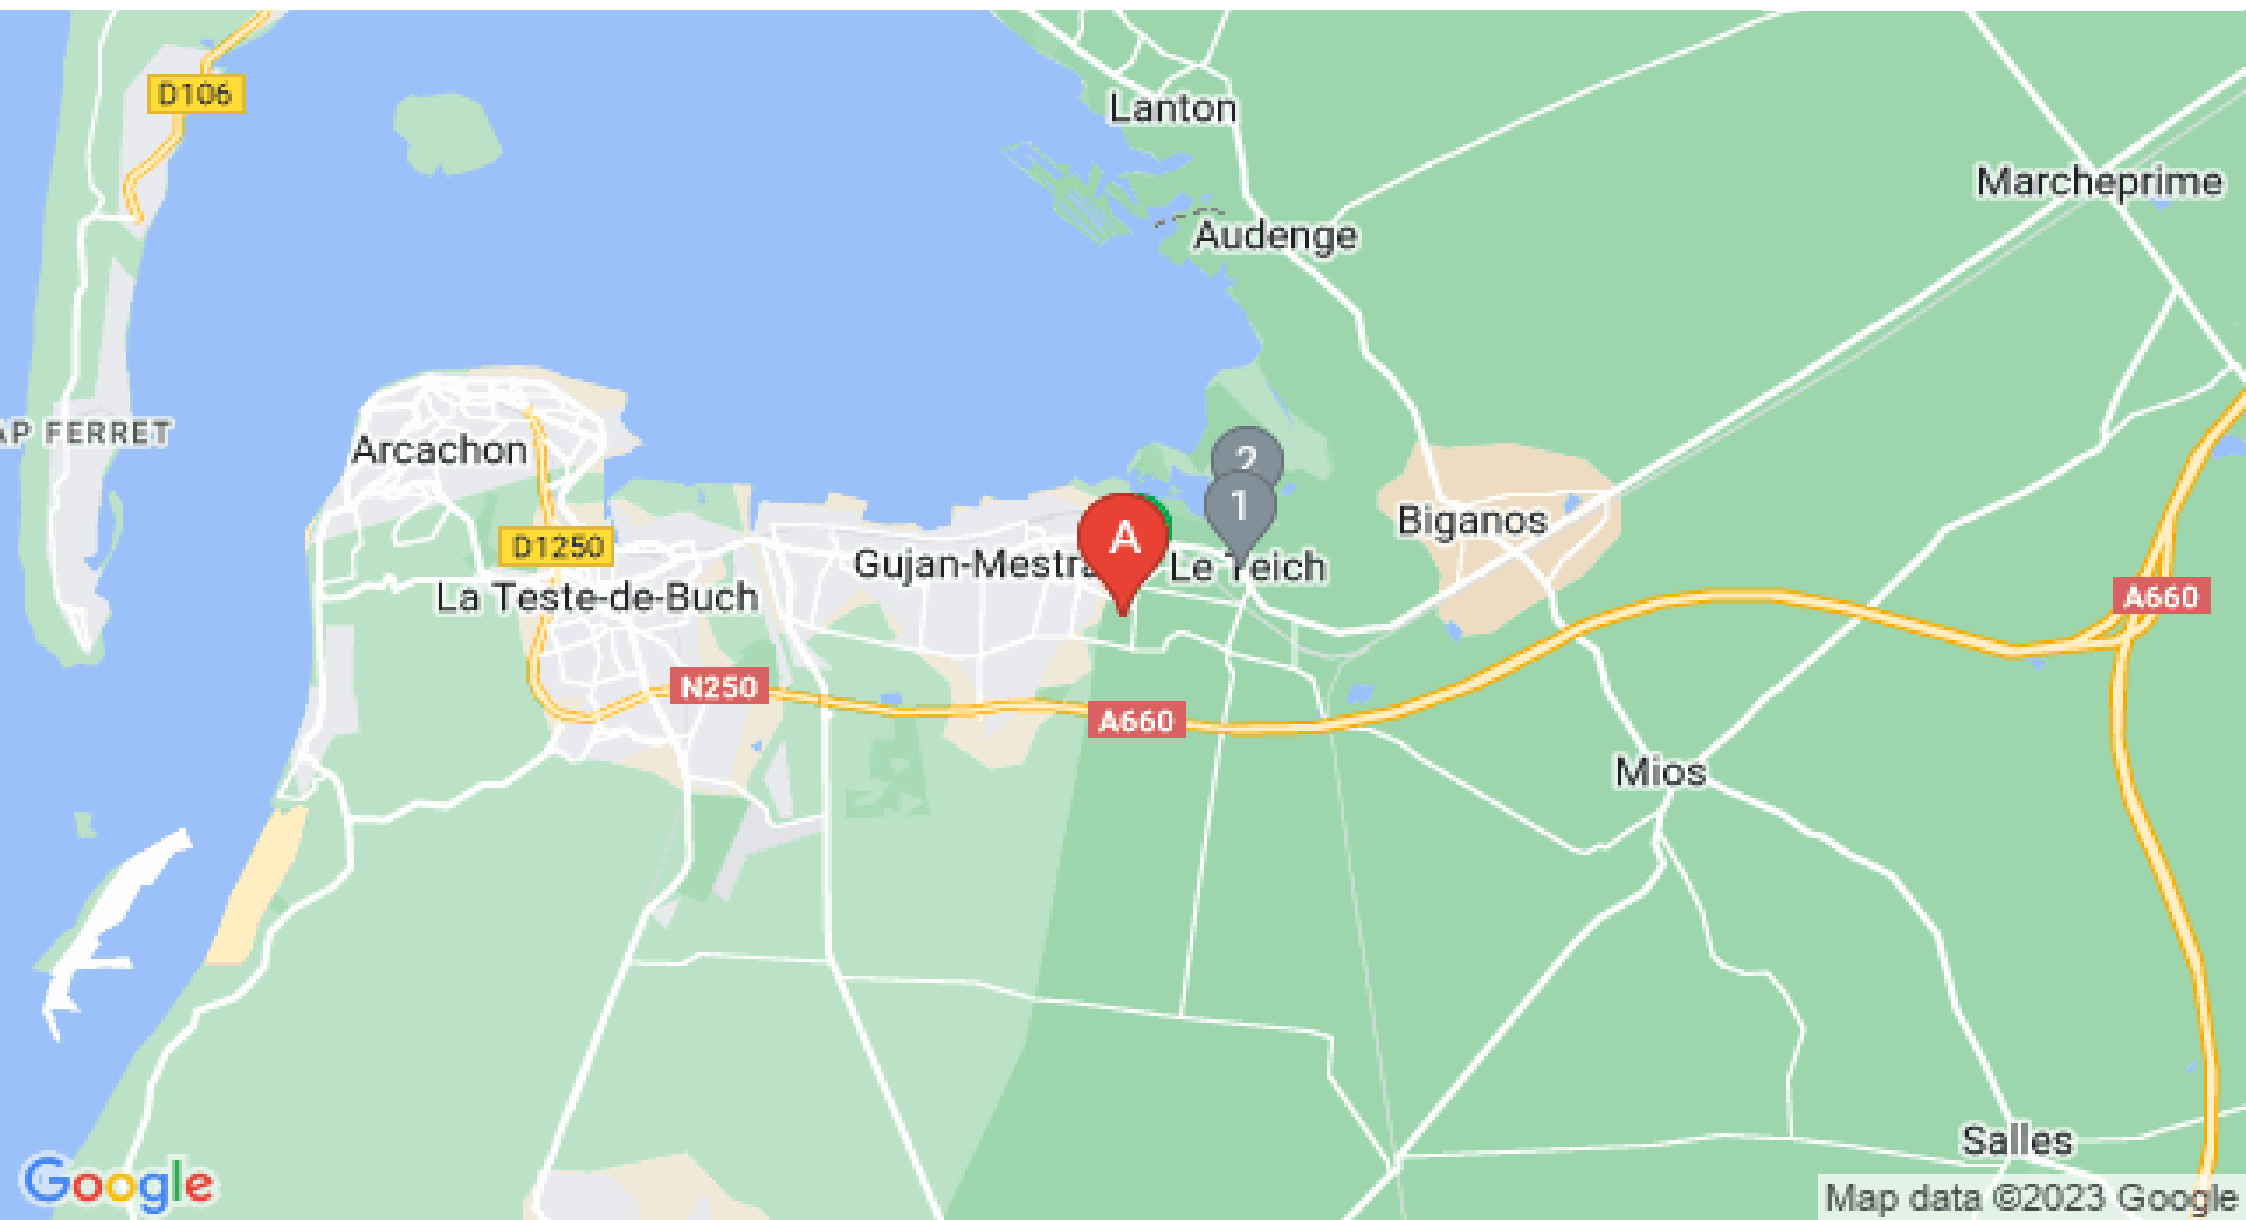 D106
Lanton
Marcheprime
Audenge
AP FERRET
Arcachon
2
1
A
Biganos
D1250
Gujan-Mestra
Le Teich
La Teste-de-Buch
A660
N250
A660
Mios
Salles
Google
Map data ©2023 Google